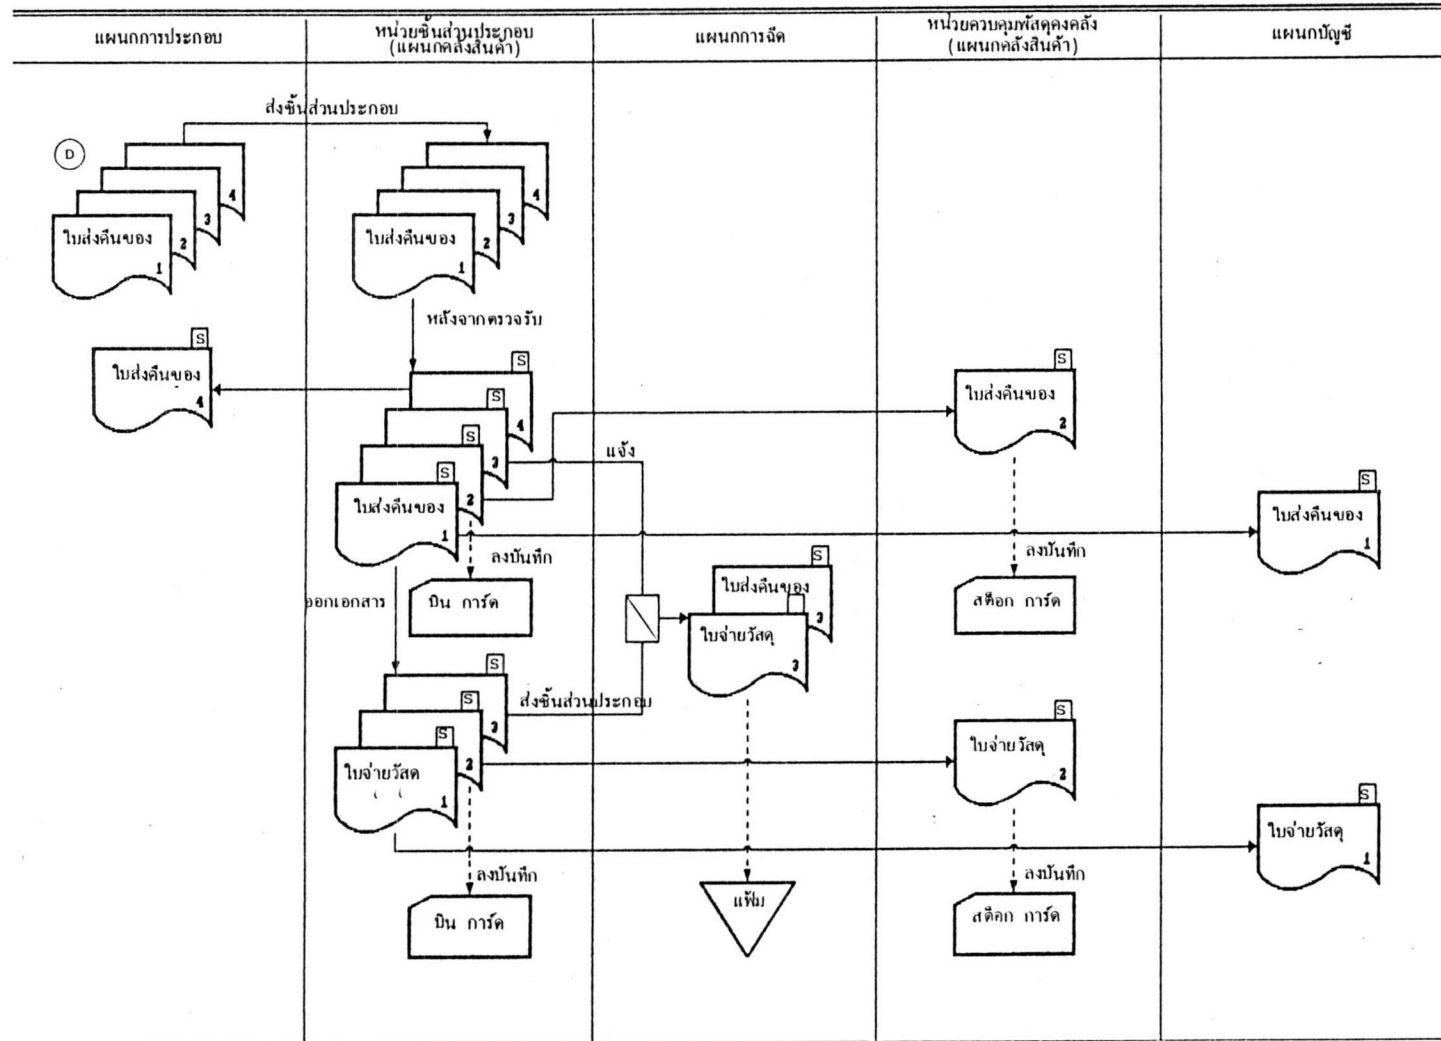 แผนกการประกอบ
หน่วยชิ้นส่วนประกอบ
(แผนกคลังสินค้า)
แผนกการฉีด
หน่วยควบคุมพัสดุคงคลัง
(แผนกคลังสินค้า)
แผนกบัญชี
ส่งชิ้นส่วนประกอบ
D
4
3
2
ใบส่งคืนของ
1
4
3
2
ใบส่งคืนของ
1
หลังจากตรวจรับ
S
ใบส่งคืนของ
4
S
4
S
3
S
2
S
ใบส่งคืนของ
1
แจ้ง
S
ใบส่งคืนของ
2
S
ใบส่งคืนของ
1
ลงบันทึก
ลงบันทึก
ออกเอกสาร
บิน การ์ด
S
ใบส่งคืนของ
3
ใบจ่ายวัสดุ
3
สต็อก การ์ด
S
3
S
2
S
ใบจ่ายวัสด
1
ส่งชิ้นส่วนประกอบ
S
ใบจ่ายวัสดุ
2
S
ใบจ่ายวัสดุ
1
ลงบันทึก
ลงบันทึก
บิน การ์ด
แฟ้ม
สต็อก การ์ด